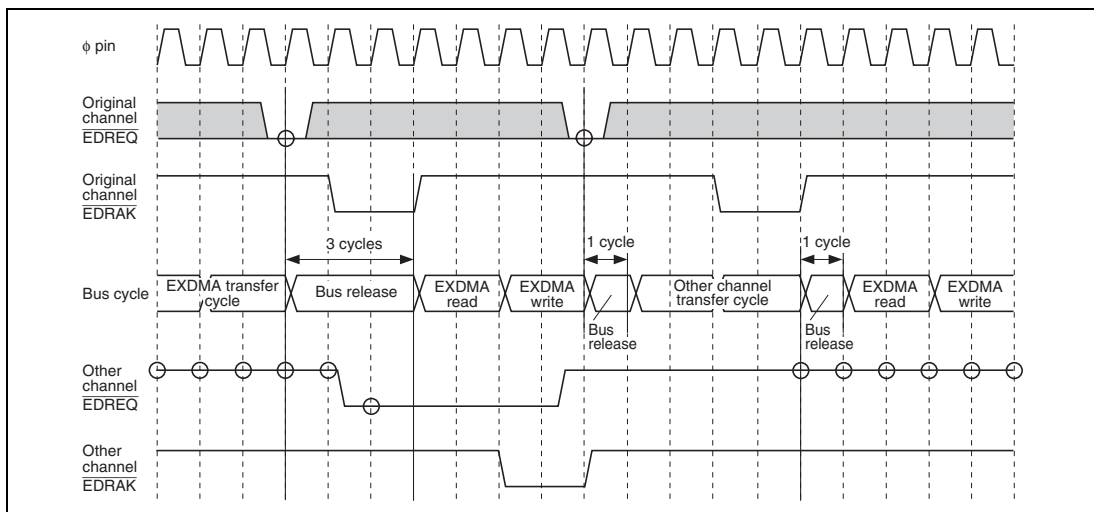 φ pin
Original
channel
EDREQ
Original
channel
EDRAK
3 cycles
1 cycle
1 cycle
Bus cycle
EXDMA transfer
cycle
Bus release
EXDMA
read
EXDMA
write
Bus
release
Other channel
transfer cycle
Bus
release
EXDMA
read
EXDMA
write
Other
channel
EDREQ
Other
channel
EDRAK